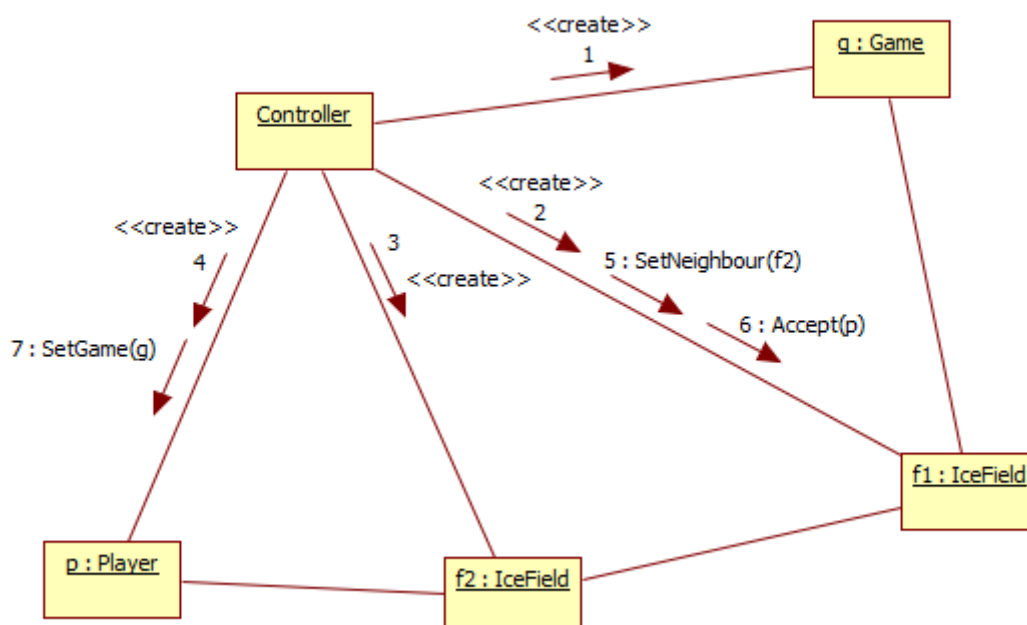 <<create>>
1
g : Game
Controller
<<create>>
2
<<create>>
4
3
<<create>>
5 : SetNeighbour(f2)
6 : Accept(p)
7 : SetGame(g)
f1 : IceField
p : Player
f2 : IceField